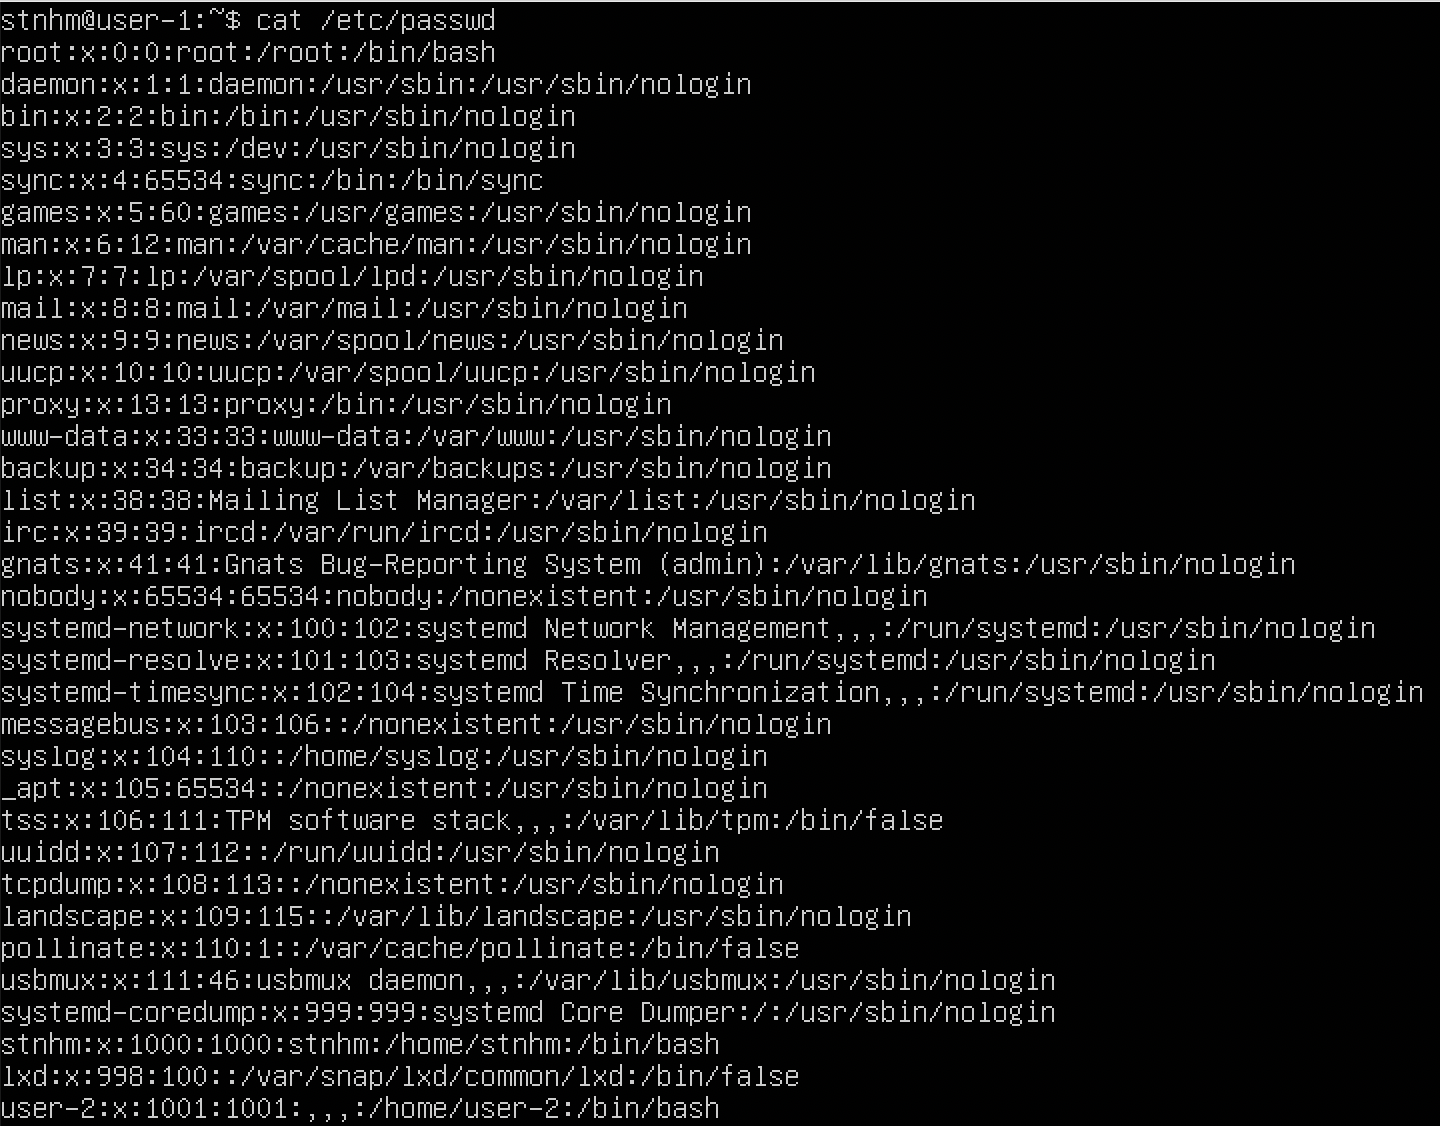 stnhm@user-1:~$ cat /etc/passwd
root:x:0:0:root:/root:/bin/bash
daemon:x:1:1:daemon:/usr/sbin:/usr/sbin/nologin
bin:x:2:2:bin:/bin:/usr/sbin/nologin
sys:x:3:3:sys:/dev:/usr/sbin/nologin
sync:x:4:65534:sync:/bin:/bin/sync
games:x:5:60:games:/usr/games:/usr/sbin/nologin
man:x:6:12:man:/var/cache/man:/usr/sbin/nologin
lp:x:7:7:lp:/var/spool/lpd:/usr/sbin/nologin
mail:x:8:8:mail:/var/mail:/usr/sbin/nologin
news:x:9:9:news:/var/spool/news:/usr/sbin/nologin
uucp:x:10:10:uucp:/var/spool/uucp:/usr/sbin/nologin
proxy:x:13:13:proxy:/bin:/usr/sbin/nologin
www-data:x:33:33:www-data:/var/www:/usr/sbin/nologin
backup:x:34:34:backup:/var/backups:/usr/sbin/nologin
list:x:38:38:Mailing List Manager:/var/list:/usr/sbin/nologin
irc:x:39:39:ircd:/var/run/ircd:/usr/sbin/nologin
gnats:x:41:41:Gnats Bug-Reporting System (admin):/var/lib/gnats:/usr/sbin/nologin
nobody:x:65534:65534:nobody:/nonexistent:/usr/sbin/nologin
systemd-network:x:100:102:systemd Network Management,,,:/run/systemd:/usr/sbin/nologin
systemd-resolve:x:101:103:systemd Resolver,,,:/run/systemd:/usr/sbin/nologin
systemd-timesync:x:102:104:systemd Time Synchronization,,,:/run/systemd:/usr/sbin/nologin
messagebus:x:103:106::/nonexistent:/usr/sbin/nologin
syslog:x:104:110::/home/syslog:/usr/sbin/nologin
_apt:x:105:65534::/nonexistent:/usr/sbin/nologin
tss:x:106:111:TPM software stack,,,:/var/lib/tpm:/bin/false
uuidd:x:107:112::/run/uuidd:/usr/sbin/nologin
tcpdump:x:108:113::/nonexistent:/usr/sbin/nologin
landscape:x:109:115::/var/lib/landscape:/usr/sbin/nologin
pollinate:x:110:1::/var/cache/pollinate:/bin/false
usbmux:x:111:46:usbmux daemon,,,:/var/lib/usbmux:/usr/sbin/nologin
systemd-coredump:x:999:999:systemd Core Dumper:/:/usr/sbin/nologin
stnhm:x:1000:1000:stnhm:/home/stnhm:/bin/bash
lxd:x:998:100::/var/snap/lxd/common/lxd:/bin/false
user-2:x:1001:1001:,,,:/home/user-2:/bin/bash